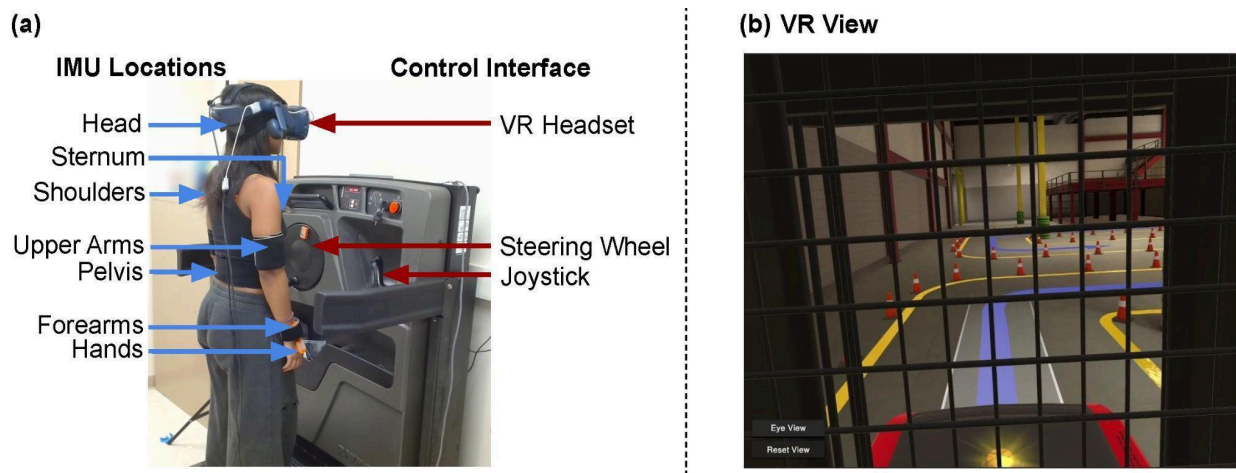 (a)
IMU Locations
Control Interface
Head
VR Headset
Sternum
Shoulders
Upper Arms
Steering Wheel
Pelvis
Joystick
Forearms
Hands
(b) VR View
Eye View
Reset View